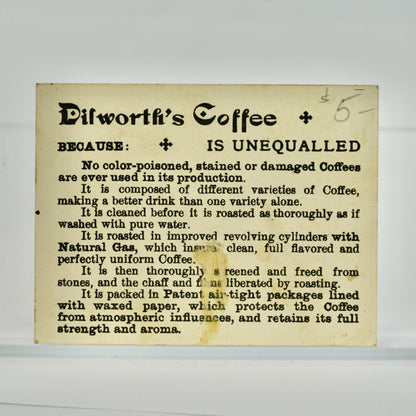 $ 5-
Dilworth's Coffee ✤
BECAUSE: ✤ IS UNEQUALLED
No color-poisoned, stained or damaged Coffees
are ever used in its production.
It is composed of different varieties of Coffee,
making a better drink than one variety alone.
It is cleaned before it is roasted as thoroughly as if
washed with pure water.
It is roasted in improved revolving cylinders with
Natural Gas, which insures clean, full flavored and
perfectly uniform Coffee.
It is then thoroughly screened and freed from
stones, and the chaff and films liberated by roasting.
It is packed in Patent air-tight packages lined
with waxed paper, which protects the Coffee
from atmospheric influences, and retains its full
strength and aroma.